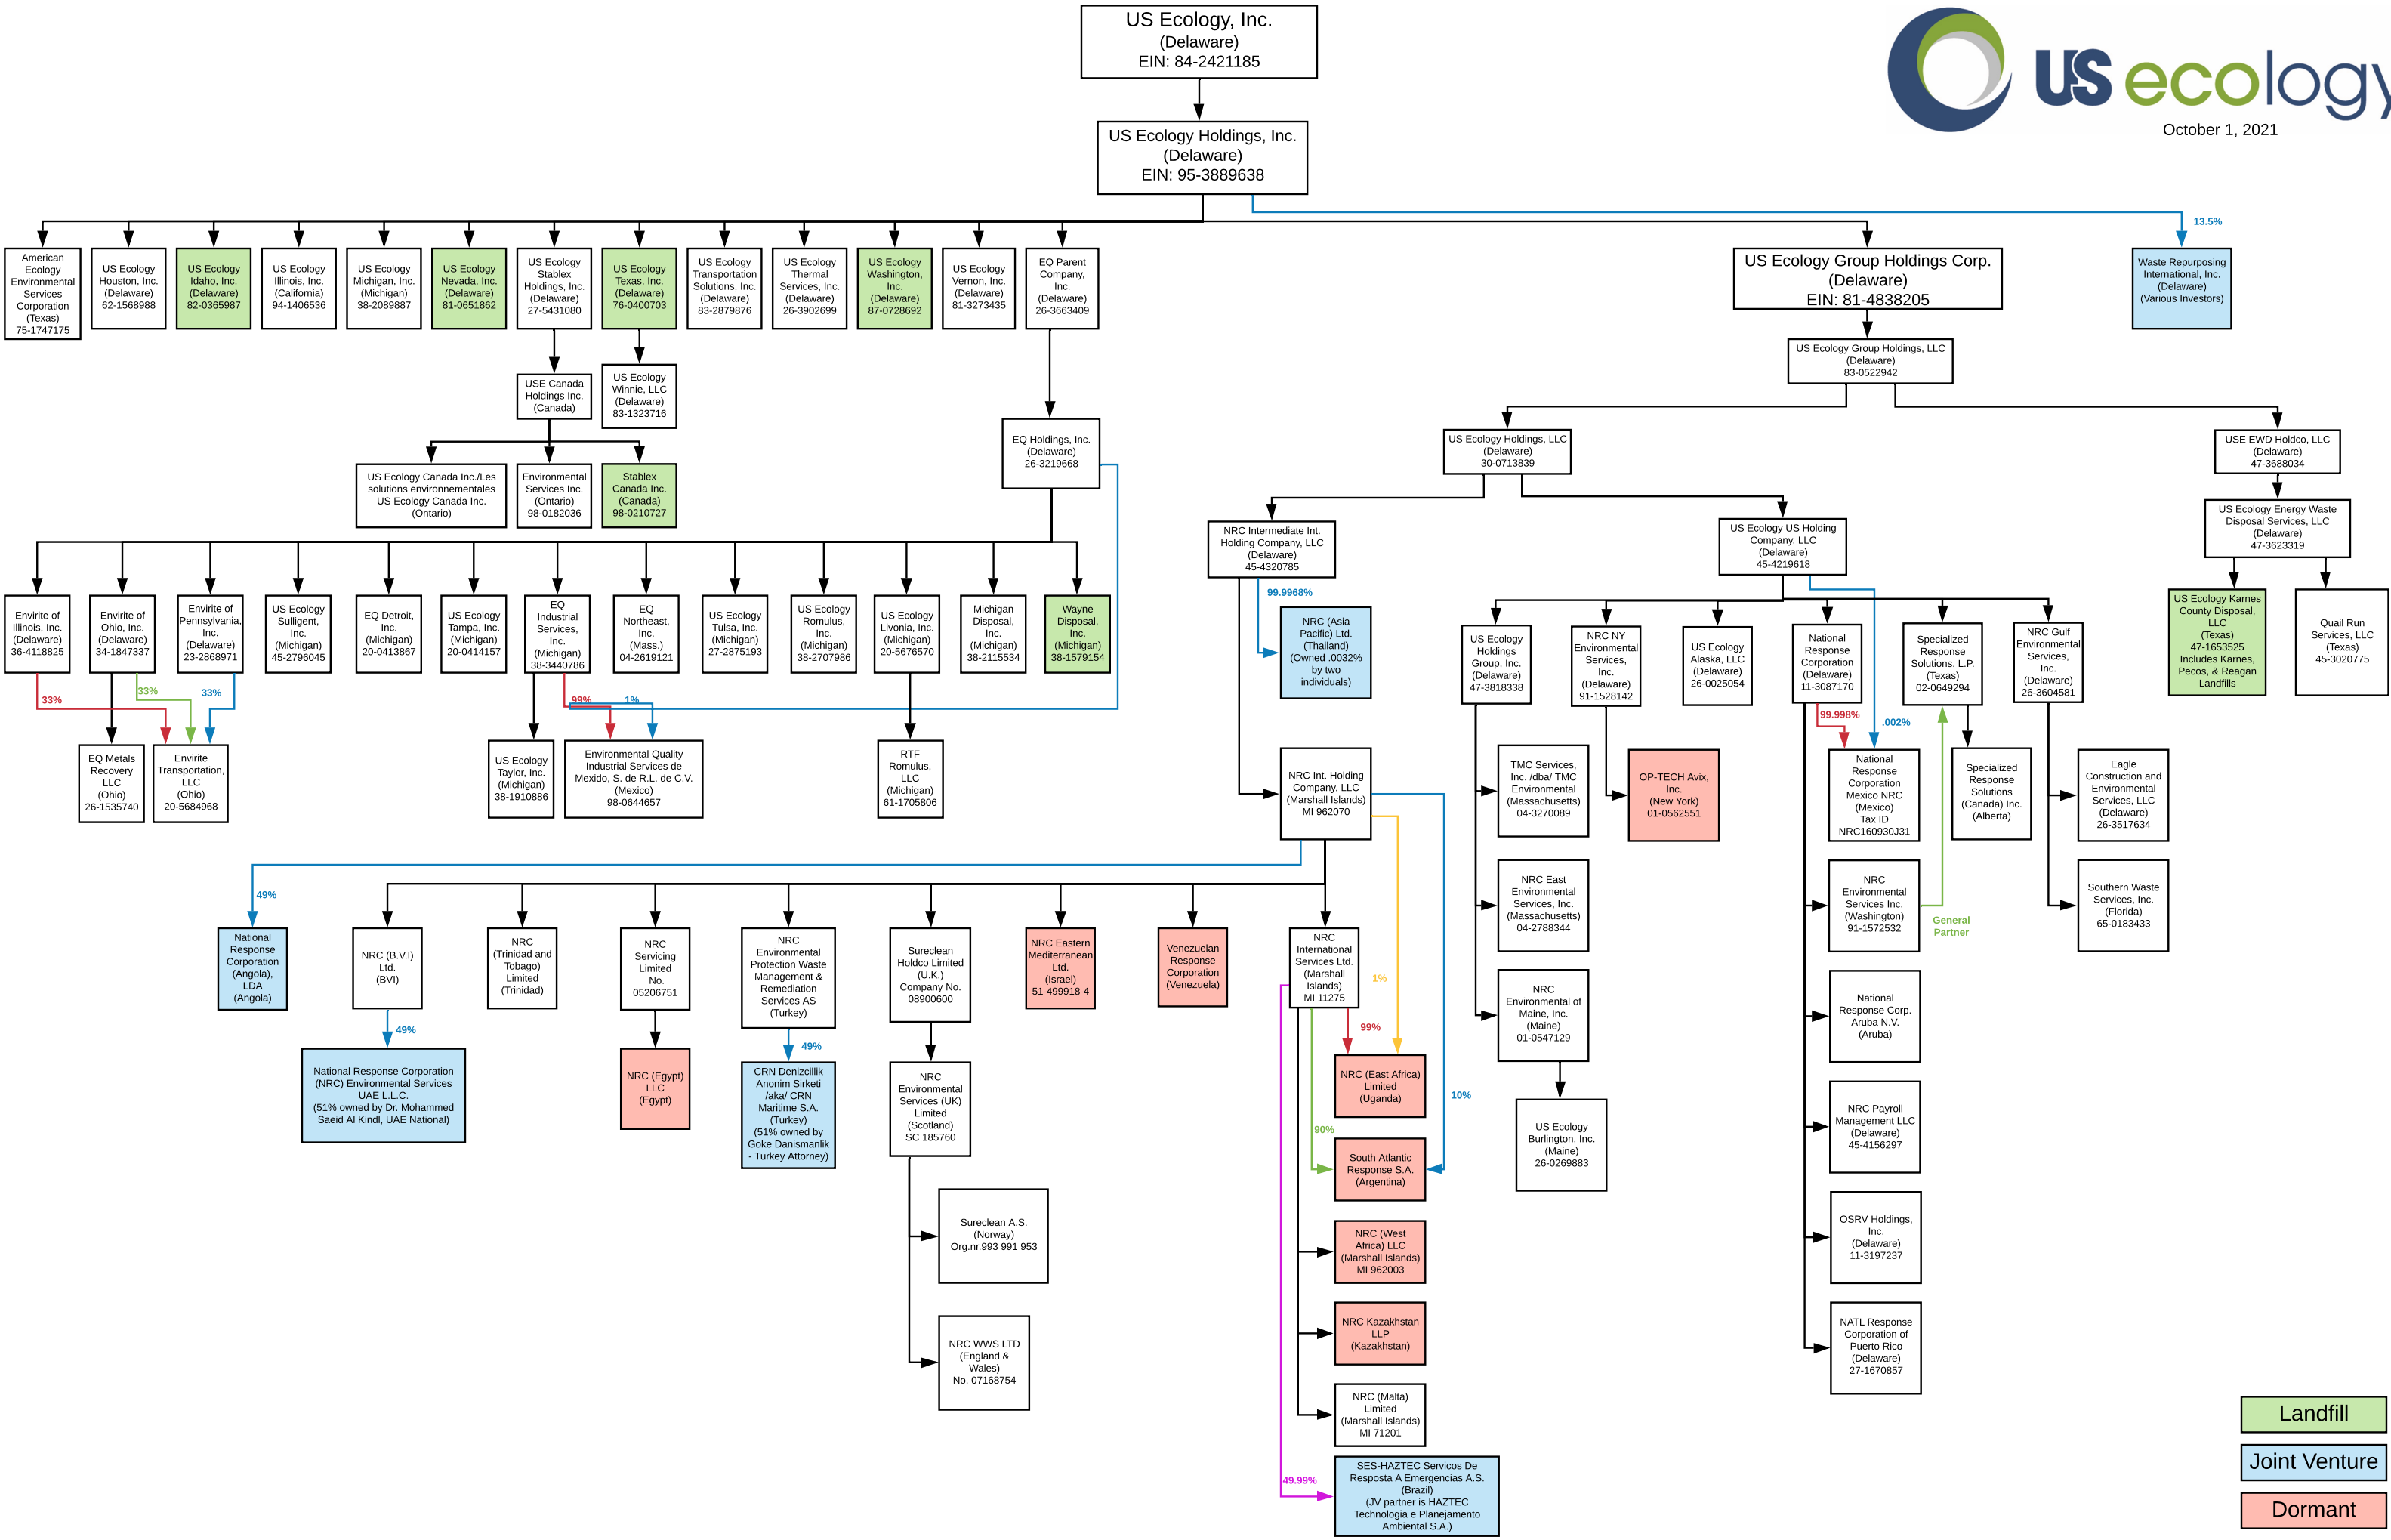 US Ecology, Inc.
(Delaware)
EIN: 84-2421185
US ecology
October 1, 2021
US Ecology Holdings, Inc.
(Delaware)
EIN: 95-3889638
13.5%
American
Ecology
Environmental
Services
Corporation
(Texas)
75-1747175
US Ecology
Houston, Inc.
(Delaware)
62-1568988
US Ecology
Idaho, Inc.
(Delaware)
82-0365987
US Ecology
Illinois, Inc.
(California)
94-1406536
US Ecology
Michigan, Inc.
(Michigan)
38-2089887
US Ecology
Nevada, Inc.
(Delaware)
81-0651862
US Ecology
Stablex
Holdings, Inc.
(Delaware)
27-5431080
US Ecology
Texas, Inc.
(Delaware)
76-0400703
US Ecology
Transportation
Solutions, Inc.
(Delaware)
83-2879876
US Ecology
Thermal
Services, Inc.
(Delaware)
26-3902699
US Ecology
Washington,
Inc.
(Delaware)
87-0728692
US Ecology
Vernon, Inc.
(Delaware)
81-3273435
EQ Parent
Company,
Inc.
(Delaware)
26-3663409
US Ecology Group Holdings Corp.
(Delaware)
EIN: 81-4838205
Waste Repurposing
International, Inc.
(Delaware)
(Various Investors)
US Ecology Group Holdings, LLC
(Delaware)
83-0522942
USE Canada
Holdings Inc.
(Canada)
US Ecology
Winnie, LLC
(Delaware)
83-1323716
EQ Holdings, Inc.
(Delaware)
26-3219668
US Ecology Holdings, LLC
(Delaware)
30-0713839
USE EWD Holdco, LLC
(Delaware)
47-3688034
US Ecology Canada Inc./Les
solutions environnementales
US Ecology Canada Inc.
(Ontario)
Environmental
Services Inc.
(Ontario)
98-0182036
Stablex
Canada Inc.
(Canada)
98-0210727
NRC Intermediate Int.
Holding Company, LLC
(Delaware)
45-4320785
US Ecology US Holding
Company, LLC
(Delaware)
45-4219618
US Ecology Energy Waste
Disposal Services, LLC
(Delaware)
47-3623319
Envirite of
Illinois, Inc.
(Delaware)
36-4118825
Envirite of
Ohio, Inc.
(Delaware)
34-1847337
Envirite of
Pennsylvania,
Inc.
(Delaware)
23-2868971
US Ecology
Sulligent,
Inc.
(Michigan)
45-2796045
EQ Detroit,
Inc.
(Michigan)
20-0413867
US Ecology
Tampa, Inc.
(Michigan)
20-0414157
EQ
Industrial
Services,
Inc.
(Michigan)
38-3440786
EQ
Northeast,
Inc.
(Mass.)
04-2619121
US Ecology
Tulsa, Inc.
(Michigan)
27-2875193
US Ecology
Romulus,
Inc.
(Michigan)
38-2707986
US Ecology
Livonia, Inc.
(Michigan)
20-5676570
Michigan
Disposal,
Inc.
(Michigan)
38-2115534
Wayne
Disposal,
Inc.
(Michigan)
38-1579154
99.9968%
NRC (Asia
Pacific) Ltd.
(Thailand)
(Owned .0032%
by two
individuals)
US Ecology
Holdings
Group, Inc.
(Delaware)
47-3818338
NRC NY
Environmental
Services,
Inc.
(Delaware)
91-1528142
US Ecology
Alaska, LLC
(Delaware)
26-0025054
National
Response
Corporation
(Delaware)
11-3087170
Specialized
Response
Solutions, L.P.
(Texas)
02-0649294
NRC Gulf
Environmental
Services,
Inc.
(Delaware)
26-3604581
US Ecology Karnes
County Disposal,
LLC
(Texas)
47-1653525
Includes Karnes,
Pecos, & Reagan
Landfills
Quail Run
Services, LLC
(Texas)
45-3020775
33%
33%
33%
99%
1%
99.998%
.002%
EQ Metals
Recovery
LLC
(Ohio)
26-1535740
Envirite
Transportation,
LLC
(Ohio)
20-5684968
US Ecology
Taylor, Inc.
(Michigan)
38-1910886
Environmental Quality
Industrial Services de
Mexido, S. de R.L. de C.V.
(Mexico)
98-0644657
RTF
Romulus,
LLC
(Michigan)
61-1705806
NRC Int. Holding
Company, LLC
(Marshall Islands)
MI 962070
TMC Services,
Inc. /dba/ TMC
Environmental
(Massachusetts)
04-3270089
OP-TECH Avix,
Inc.
(New York)
01-0562551
National
Response
Corporation
Mexico NRC
(Mexico)
Tax ID
NRC160930J31
Specialized
Response
Solutions
(Canada) Inc.
(Alberta)
Eagle
Construction and
Environmental
Services, LLC
(Delaware)
26-3517634
49%
NRC East
Environmental
Services, Inc.
(Massachusetts)
04-2788344
NRC
Environmental
Services Inc.
(Washington)
91-1572532
General
Partner
Southern Waste
Services, Inc.
(Florida)
65-0183433
National
Response
Corporation
(Angola),
LDA
(Angola)
NRC (B.V.I)
Ltd.
(BVI)
NRC
(Trinidad and
Tobago)
Limited
(Trinidad)
NRC
Servicing
Limited
No.
05206751
NRC
Environmental
Protection Waste
Management &
Remediation
Services AS
(Turkey)
Sureclean
Holdco Limited
(U.K.)
Company No.
08900600
NRC Eastern
Mediterranean
Ltd.
(Israel)
51-499918-4
Venezuelan
Response
Corporation
(Venezuela)
NRC
International
Services Ltd.
(Marshall
Islands)
MI 11275
1%
NRC
Environmental of
Maine, Inc.
(Maine)
01-0547129
National
Response Corp.
Aruba N.V.
(Aruba)
49%
49%
99%
National Response Corporation
(NRC) Environmental Services
UAE L.L.C.
(51% owned by Dr. Mohammed
Saeid Al Kindl, UAE National)
NRC (Egypt)
LLC
(Egypt)
CRN Denizcillik
Anonim Sirketi
/aka/ CRN
Maritime S.A.
(Turkey)
(51% owned by
Goke Danismanlik
- Turkey Attorney)
NRC
Environmental
Services (UK)
Limited
(Scotland)
SC 185760
NRC (East Africa)
Limited
(Uganda)
10%
90%
US Ecology
Burlington, Inc.
(Maine)
26-0269883
NRC Payroll
Management LLC
(Delaware)
45-4156297
South Atlantic
Response S.A.
(Argentina)
Sureclean A.S.
(Norway)
Org.nr.993 991 953
NRC (West
Africa) LLC
(Marshall Islands)
MI 962003
OSRV Holdings,
Inc.
(Delaware)
11-3197237
NRC WWS LTD
(England &
Wales)
No. 07168754
NRC Kazakhstan
LLP
(Kazakhstan)
NATL Response
Corporation of
Puerto Rico
(Delaware)
27-1670857
NRC (Malta)
Limited
(Marshall Islands)
MI 71201
49.99%
SES-HAZTEC Servicos De
Resposta A Emergencias A.S.
(Brazil)
(JV partner is HAZTEC
Technologia e Planejamento
Ambiental S.A.)
Landfill
Joint Venture
Dormant